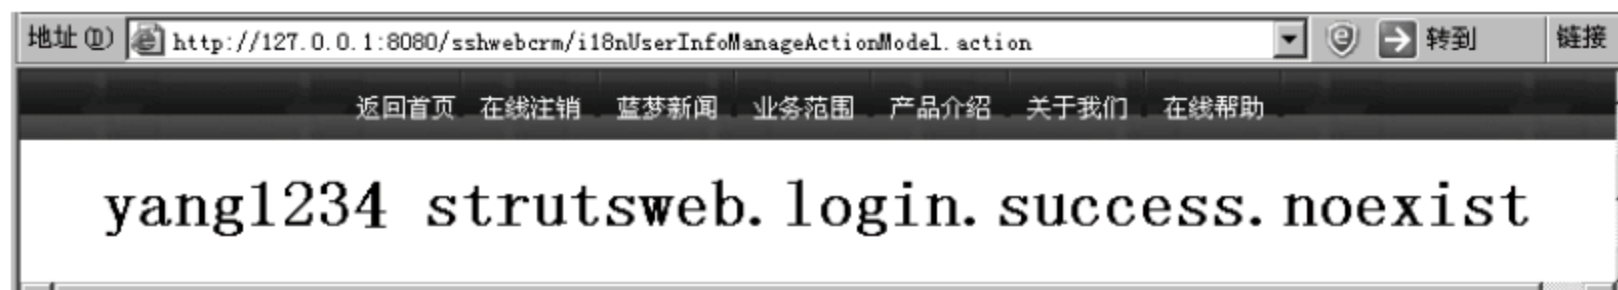 地址(D) http://127.0.0.1:8080/sshwebcrm/i18nUserInfoManageActionModel.action 转到 链接
返回首页 在线注销 蓝梦新闻 业务范围 产品介绍 关于我们 在线帮助
yang1234 strutsweb.login.success.noexist